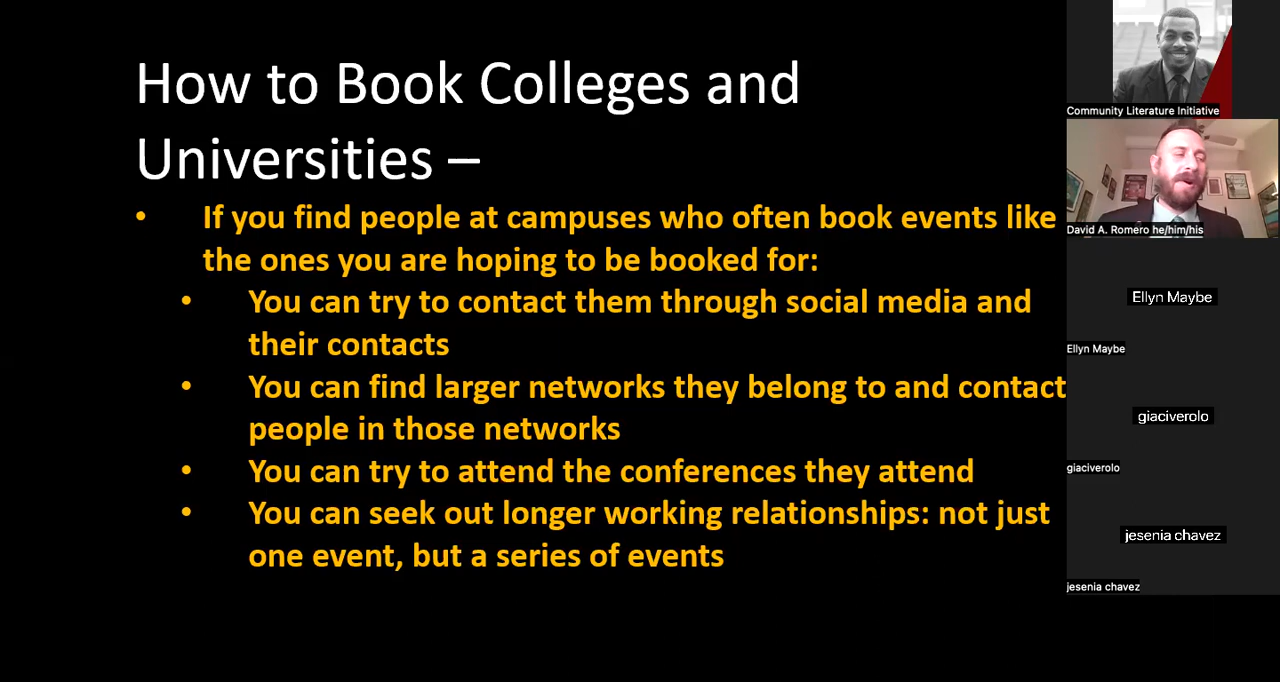 How to Book Colleges and
Universities –
• If you find people at campuses who often book events like
the ones you are hoping to be booked for:
• You can try to contact them through social media and
their contacts
• You can find larger networks they belong to and contact
people in those networks
• You can try to attend the conferences they attend
• You can seek out longer working relationships: not just
one event, but a series of events
Community Literature Initiative
David A. Romero he/him/his
Ellyn Maybe
Ellyn Maybe
giaciverolo
giaciverolo
jesenia chavez
jesenia chavez